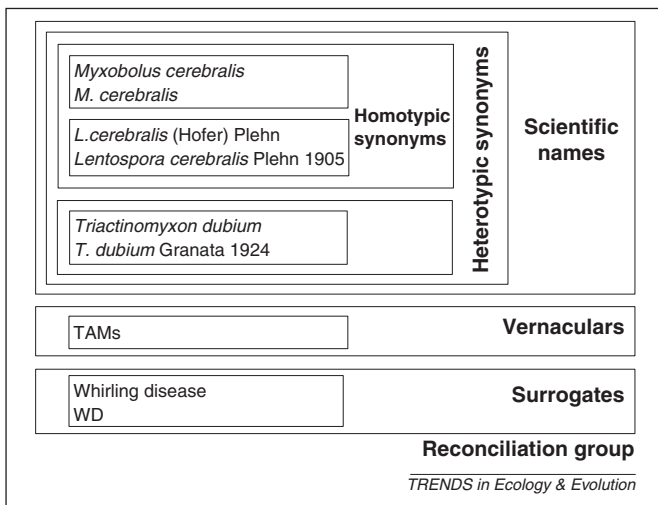 Myxobolus cerebralis
M. cerebralis
L.cerebralis (Hofer) Plehn
Lentospora cerebralis Plehn 1905
Homotypic
synonyms
Triactinomyxon dubium
T. dubium Granata 1924
Heterotypic synonyms
Scientific
names
TAMs
Vernaculars
Whirling disease
WD
Surrogates
Reconciliation group
TRENDS in Ecology & Evolution